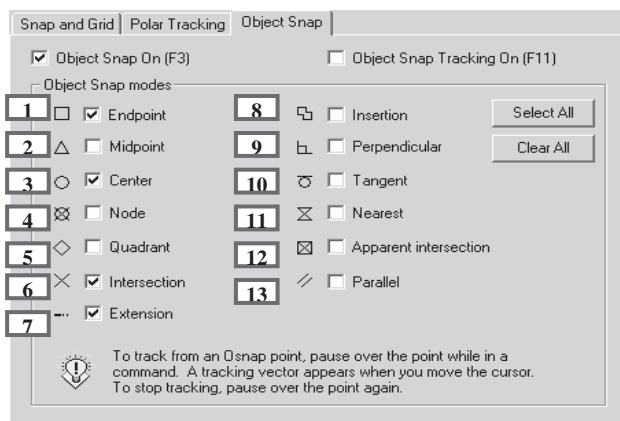 Snap and Grid Polar Tracking Object Snap
Object Snap On (F3) Object Snap Tracking On (F11)
Object Snap modes
1 Endpoint
2 Midpoint
3 Center
4 Node
5 Quadrant
6 Intersection
7 Extension
8 Insertion
9 Perpendicular
10 Tangent
11 Nearest
12 Apparent intersection
13 Parallel
Select All
Clear All
To track from an Osnap point, pause over the point while in a
command. A tracking vector appears when you move the cursor.
To stop tracking, pause over the point again.